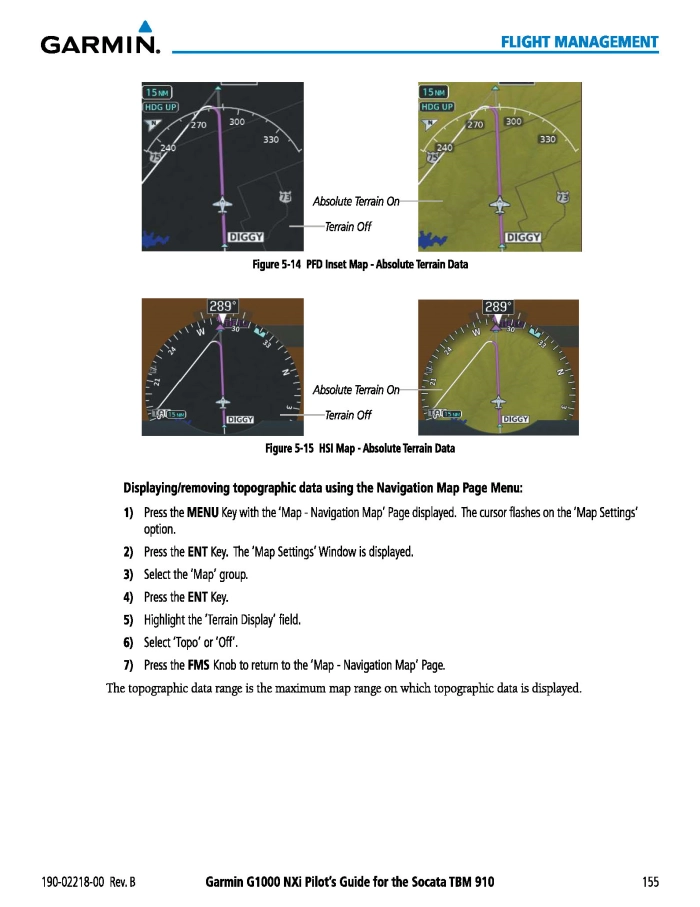 GARMIN.
FLIGHT MANAGEMENT
15NM
HDG UP
N
240
270
300
330
75
73
DIGGY
Absolute Terrain On
Terrain Off
15NM
HDG UP
N
240
270
300
330
75
73
DIGGY
Figure 5-14 PFD Inset Map - Absolute Terrain Data
289°
21
24
W
30
33
N
3
15NM
DIGGY
Absolute Terrain On
Terrain Off
289°
21
24
W
30
33
N
3
15NM
DIGGY
Figure 5-15 HSI Map - Absolute Terrain Data
Displaying/removing topographic data using the Navigation Map Page Menu:
1) Press the MENU Key with the ‘Map - Navigation Map’ Page displayed. The cursor flashes on the ‘Map Settings’
option.
2) Press the ENT Key. The ‘Map Settings’ Window is displayed.
3) Select the ‘Map’ group.
4) Press the ENT Key.
5) Highlight the ‘Terrain Display’ field.
6) Select ‘Topo’ or ‘Off’.
7) Press the FMS Knob to return to the ‘Map - Navigation Map’ Page.
The topographic data range is the maximum map range on which topographic data is displayed.
190-02218-00 Rev. B
Garmin G1000 NXi Pilot’s Guide for the Socata TBM 910
155